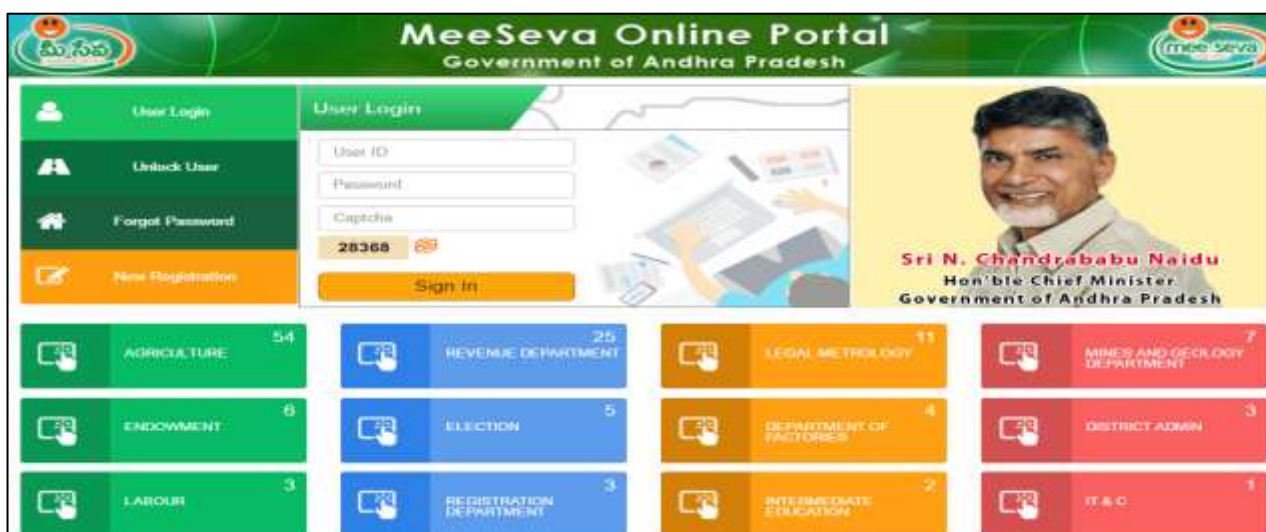 మీ సేవ
MeeSeva Online Portal
Government of Andhra Pradesh
mee seva
User Login
Unlock User
Forgot Password
New Registration
User Login
User ID
Password
Captcha
28368
Sign In
Sri N. Chandrababu Naidu
Hon'ble Chief Minister
Government of Andhra Pradesh
AGRICULTURE 54
REVENUE DEPARTMENT 25
LEGAL METROLOGY 11
MINES AND GEOLOGY DEPARTMENT 7
ENDOWMENT 6
ELECTION 5
DEPARTMENT OF FACTORIES 4
DISTRICT ADMIN 3
LABOUR 3
REGISTRATION DEPARTMENT 3
INTERMEDIATE EDUCATION 2
IT & C 1